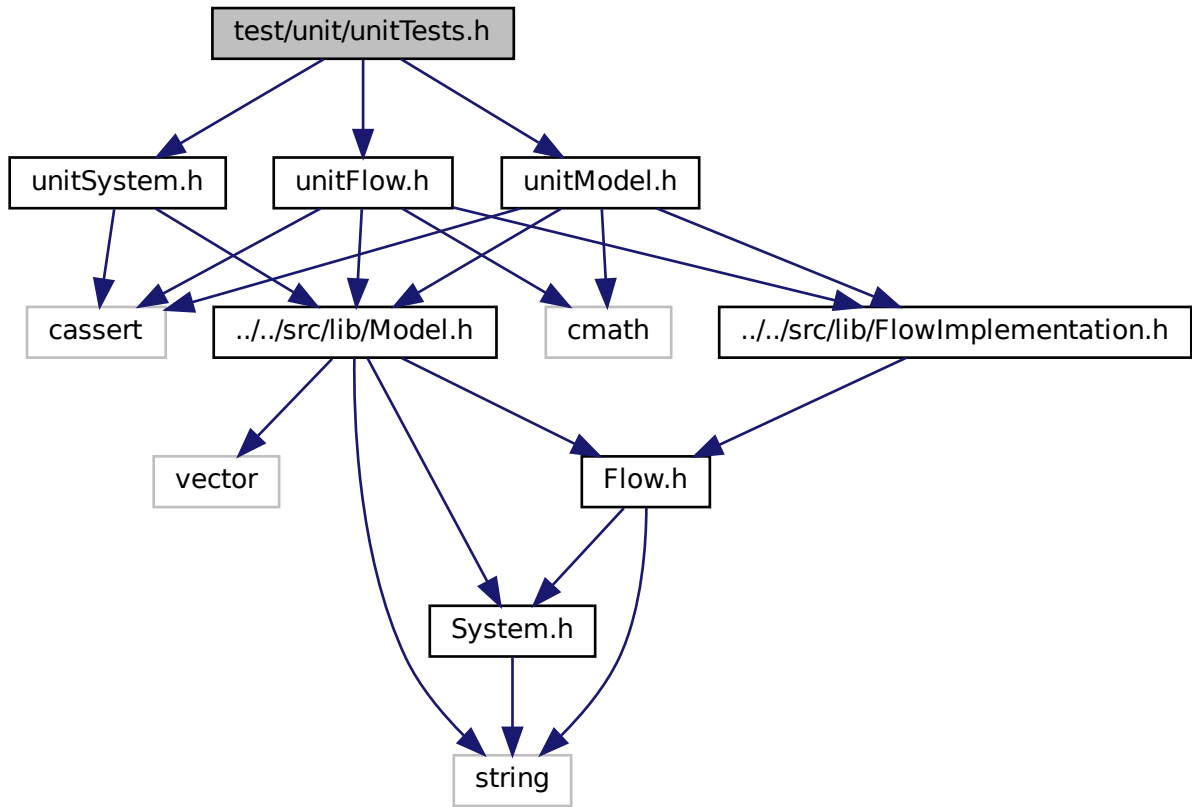 test/unit/unitTests.h
unitSystem.h
unitFlow.h
unitModel.h
cassert
../../src/lib/Model.h
cmath
../../src/lib/FlowImplementation.h
vector
Flow.h
System.h
string